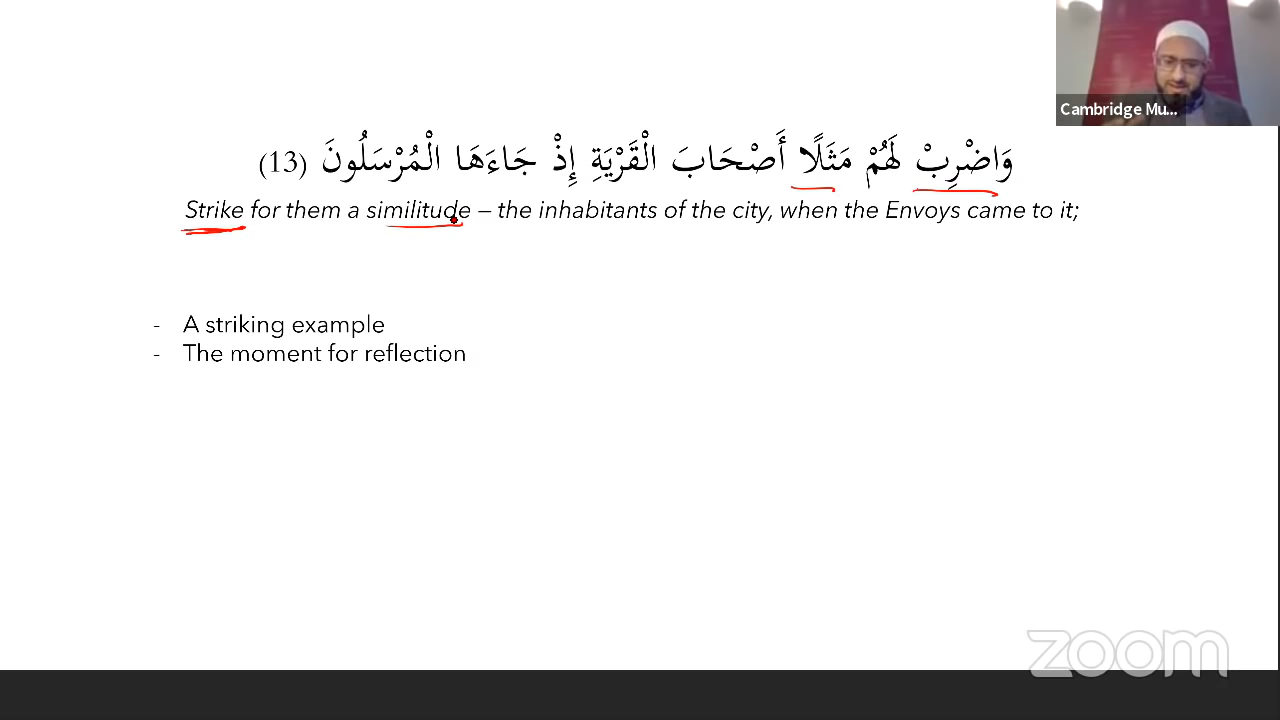 Cambridge Mu...
وَاضْرِبْ لَهُمْ مَثَلًا أَصْحَابَ الْقَرْيَةِ إِذْ جَاءَهَا الْمُرْسَلُونَ (13)
Strike for them a similitude – the inhabitants of the city, when the Envoys came to it;
- A striking example
- The moment for reflection
zoom